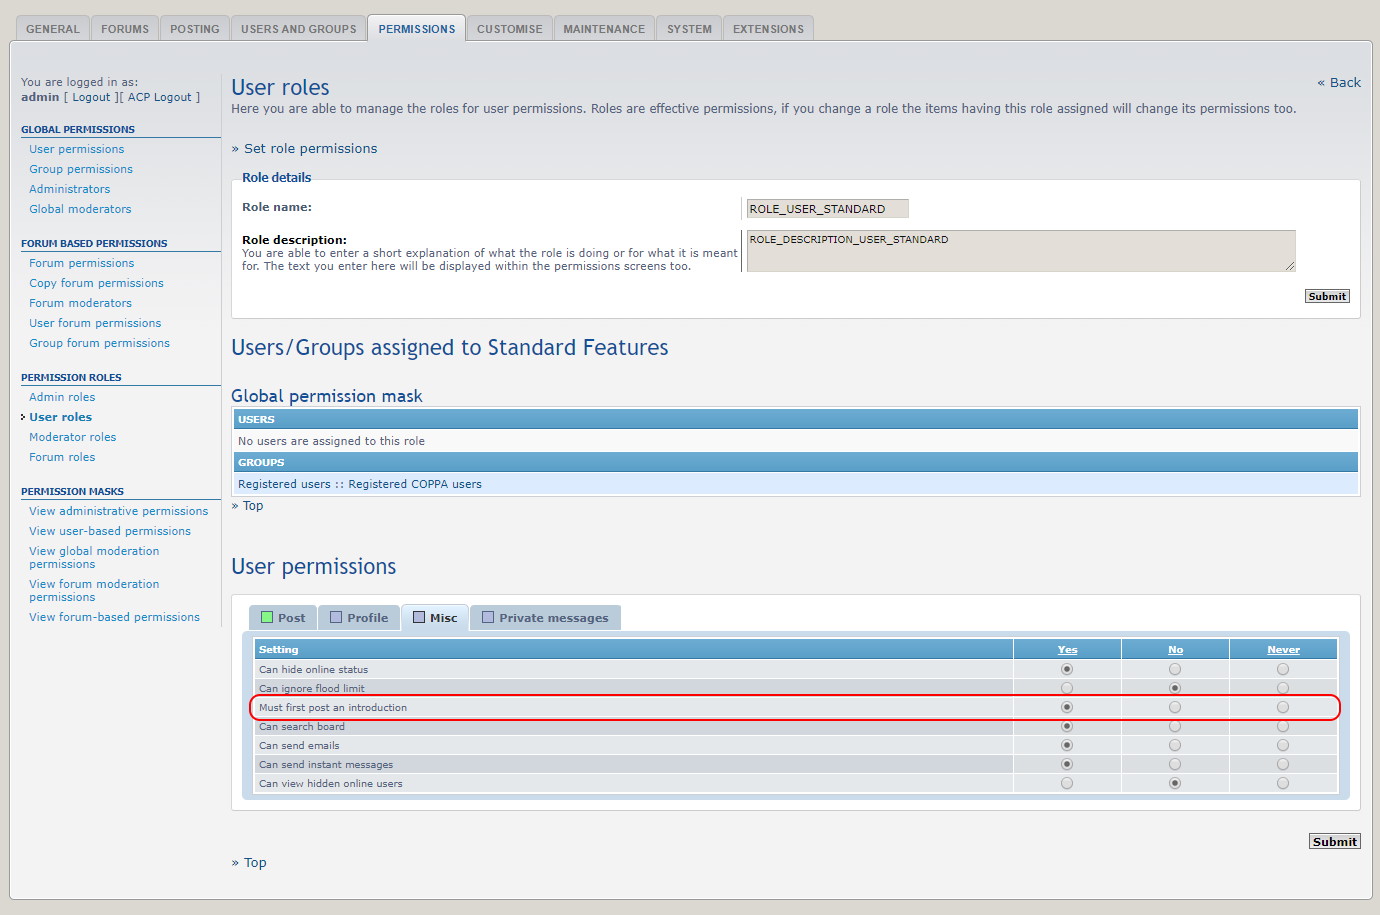 GENERAL FORUMS POSTING USERS AND GROUPS PERMISSIONS CUSTOMISE MAINTENANCE SYSTEM EXTENSIONS
You are logged in as:
admin [ Logout ][ ACP Logout ]
GLOBAL PERMISSIONS
User permissions
Group permissions
Administrators
Global moderators
FORUM BASED PERMISSIONS
Forum permissions
Copy forum permissions
Forum moderators
User forum permissions
Group forum permissions
PERMISSION ROLES
Admin roles
User roles
Moderator roles
Forum roles
PERMISSION MASKS
View administrative permissions
View user-based permissions
View global moderation
permissions
View forum moderation
permissions
View forum-based permissions
« Back
User roles
Here you are able to manage the roles for user permissions. Roles are effective permissions, if you change a role the items having this role assigned will change its permissions too.
» Set role permissions
Role details
Role name: ROLE_USER_STANDARD
Role description: ROLE_DESCRIPTION_USER_STANDARD
You are able to enter a short explanation of what the role is doing or for what it is meant
for. The text you enter here will be displayed within the permissions screens too.
Submit
Users/Groups assigned to Standard Features
Global permission mask
USERS
No users are assigned to this role
GROUPS
Registered users :: Registered COPPA users
» Top
User permissions
Post Profile Misc Private messages
Setting Yes No Never
Can hide online status
Can ignore flood limit
Must first post an introduction
Can search board
Can send emails
Can send instant messages
Can view hidden online users
Submit
» Top